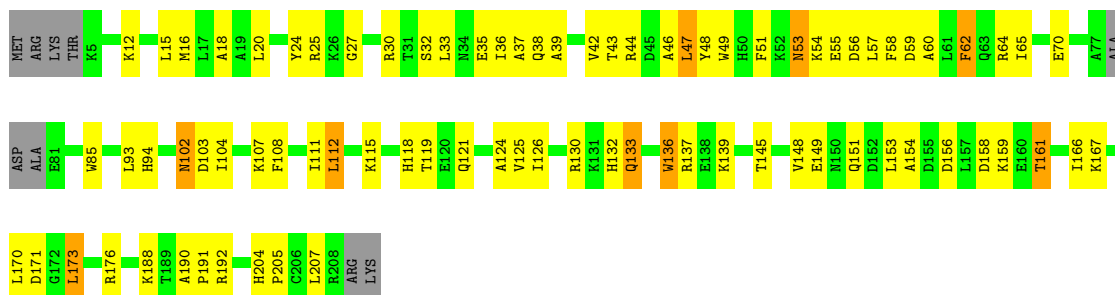 MET ARG LYS THR K5 K12 L15 M16 L17 A18 A19 L20 Y24 R25 K26 G27 R30 T31 S32 L33 N34 E35 I36 A37 Q38 A39 V42 T43 R44 D45 A46 L47 Y48 W49 H50 F51 K52 N53 K54 E55 D56 L57 F58 D59 A60 L61 F62 Q63 R64 I65 E70 A77 ALA
ASP ALA E81 W85 L93 H94 N102 D103 I104 K107 F108 I111 L112 K115 H118 T119 E120 Q121 A124 V125 I126 R130 K131 H132 Q133 W136 R137 E138 K139 T145 V148 E149 N150 Q151 D152 L153 A154 D155 D156 L157 D158 K159 E160 T161 I166 K167
L170 D171 G172 L173 R176 K188 T189 A190 P191 R192 H204 P205 C206 L207 R208 ARG LYS